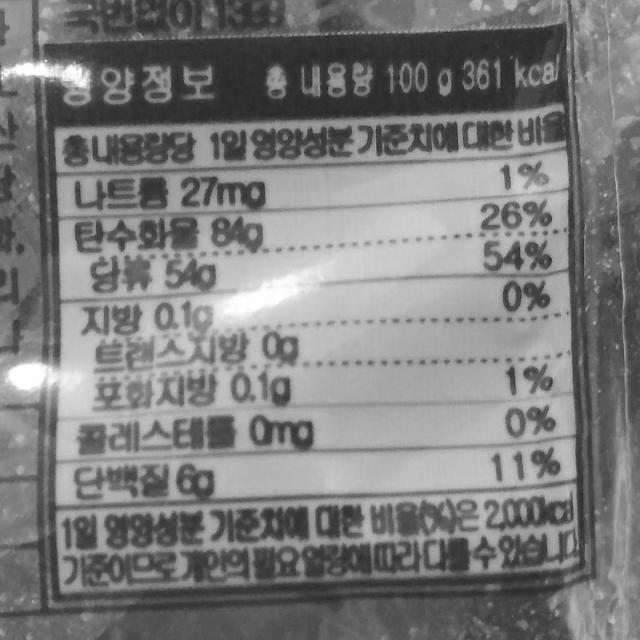 국번없이 1399
영양정보 총 내용량 100 g 361 kcal
총 내용량당 1일 영양성분 기준치에 대한 비율
나트륨 27mg 1%
탄수화물 84g 26%
당류 54g 54%
지방 0.1g 0%
트랜스지방 0g
포화지방 0.1g 1%
콜레스테롤 0mg 0%
단백질 6g 11%
1일 영양성분 기준치에 대한 비율(%)은 2,000kcal
기준이므로 개인의 필요 열량에 따라 다를 수 있습니다